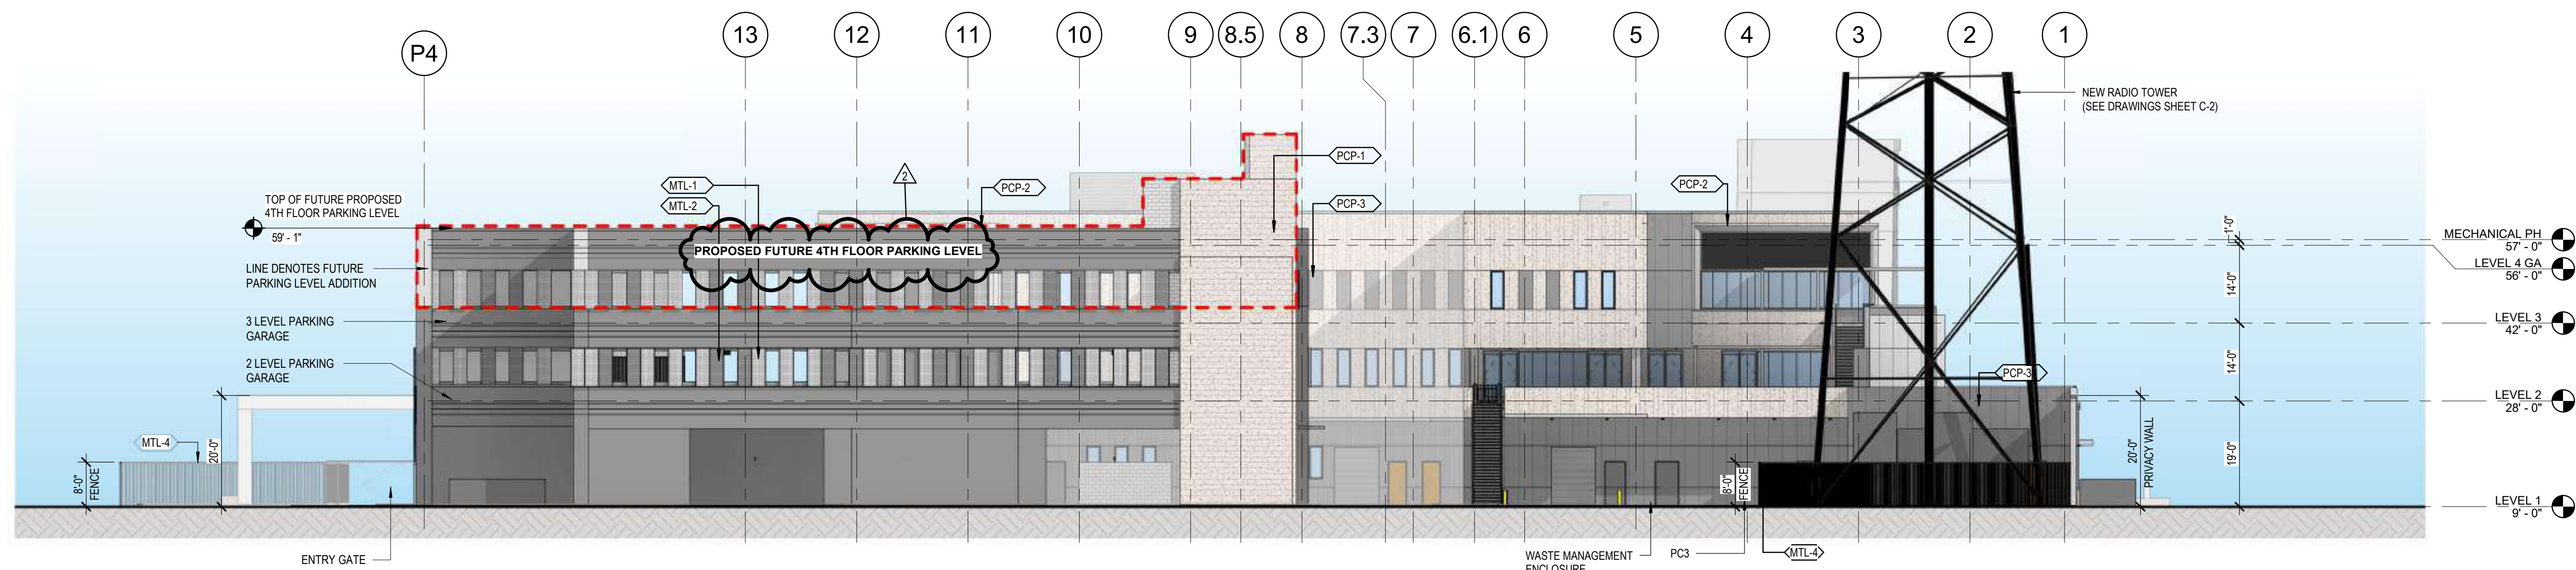 P4
13
12
11
10
9
8.5
8
7.3
7
6.1
6
5
4
3
2
1
NEW RADIO TOWER
(SEE DRAWINGS SHEET C-2)
PCP-1
2
MTL-1
PCP-2
PCP-2
MTL-2
PCP-3
TOP OF FUTURE PROPOSED
4TH FLOOR PARKING LEVEL
59' - 1"
PROPOSED FUTURE 4TH FLOOR PARKING LEVEL
1'-0"
MECHANICAL PH
57' - 0"
LEVEL 4 GA
56' - 0"
LINE DENOTES FUTURE
PARKING LEVEL ADDITION
14'-0"
3 LEVEL PARKING
GARAGE
LEVEL 3
42' - 0"
2 LEVEL PARKING
GARAGE
14'-0"
PCP-3
LEVEL 2
28' - 0"
MTL-4
20'-0"
8'-0"
FENCE
8'-0"
FENCE
20'-0"
PRIVACY WALL
19'-0"
LEVEL 1
9' - 0"
ENTRY GATE
WASTE MANAGEMENT
ENCLOSURE
PC3
MTL-4